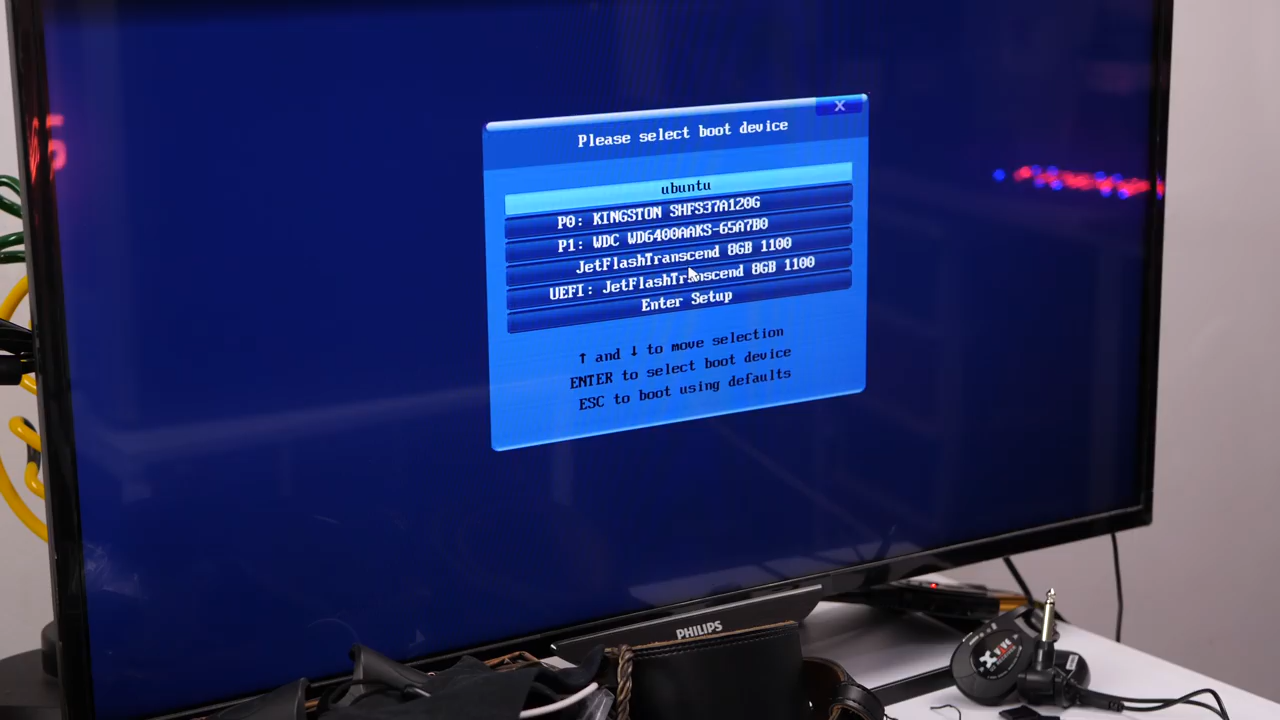 X
Please select boot device
ubuntu
P0: KINGSTON SHFS37A120G
P1: WDC WD6400AAKS-65A7B0
JetFlashTranscend 8GB 1100
UEFI: JetFlashTranscend 8GB 1100
Enter Setup
↑ and ↓ to move selection
ENTER to select boot device
ESC to boot using defaults
PHILIPS